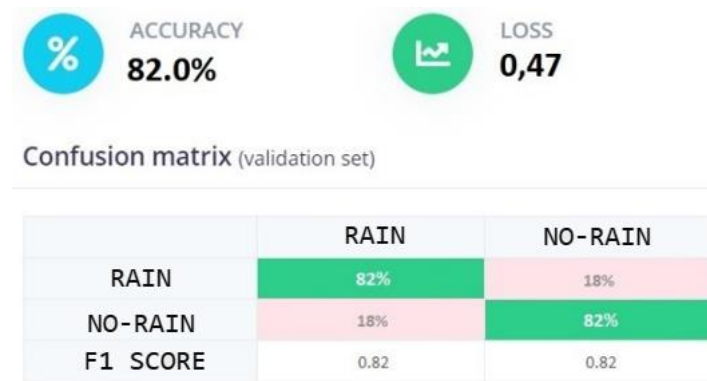 %
ACCURACY
82.0%
LOSS
0,47
Confusion matrix (validation set)
RAIN NO-RAIN
RAIN 82% 18%
NO-RAIN 18% 82%
F1 SCORE 0.82 0.82